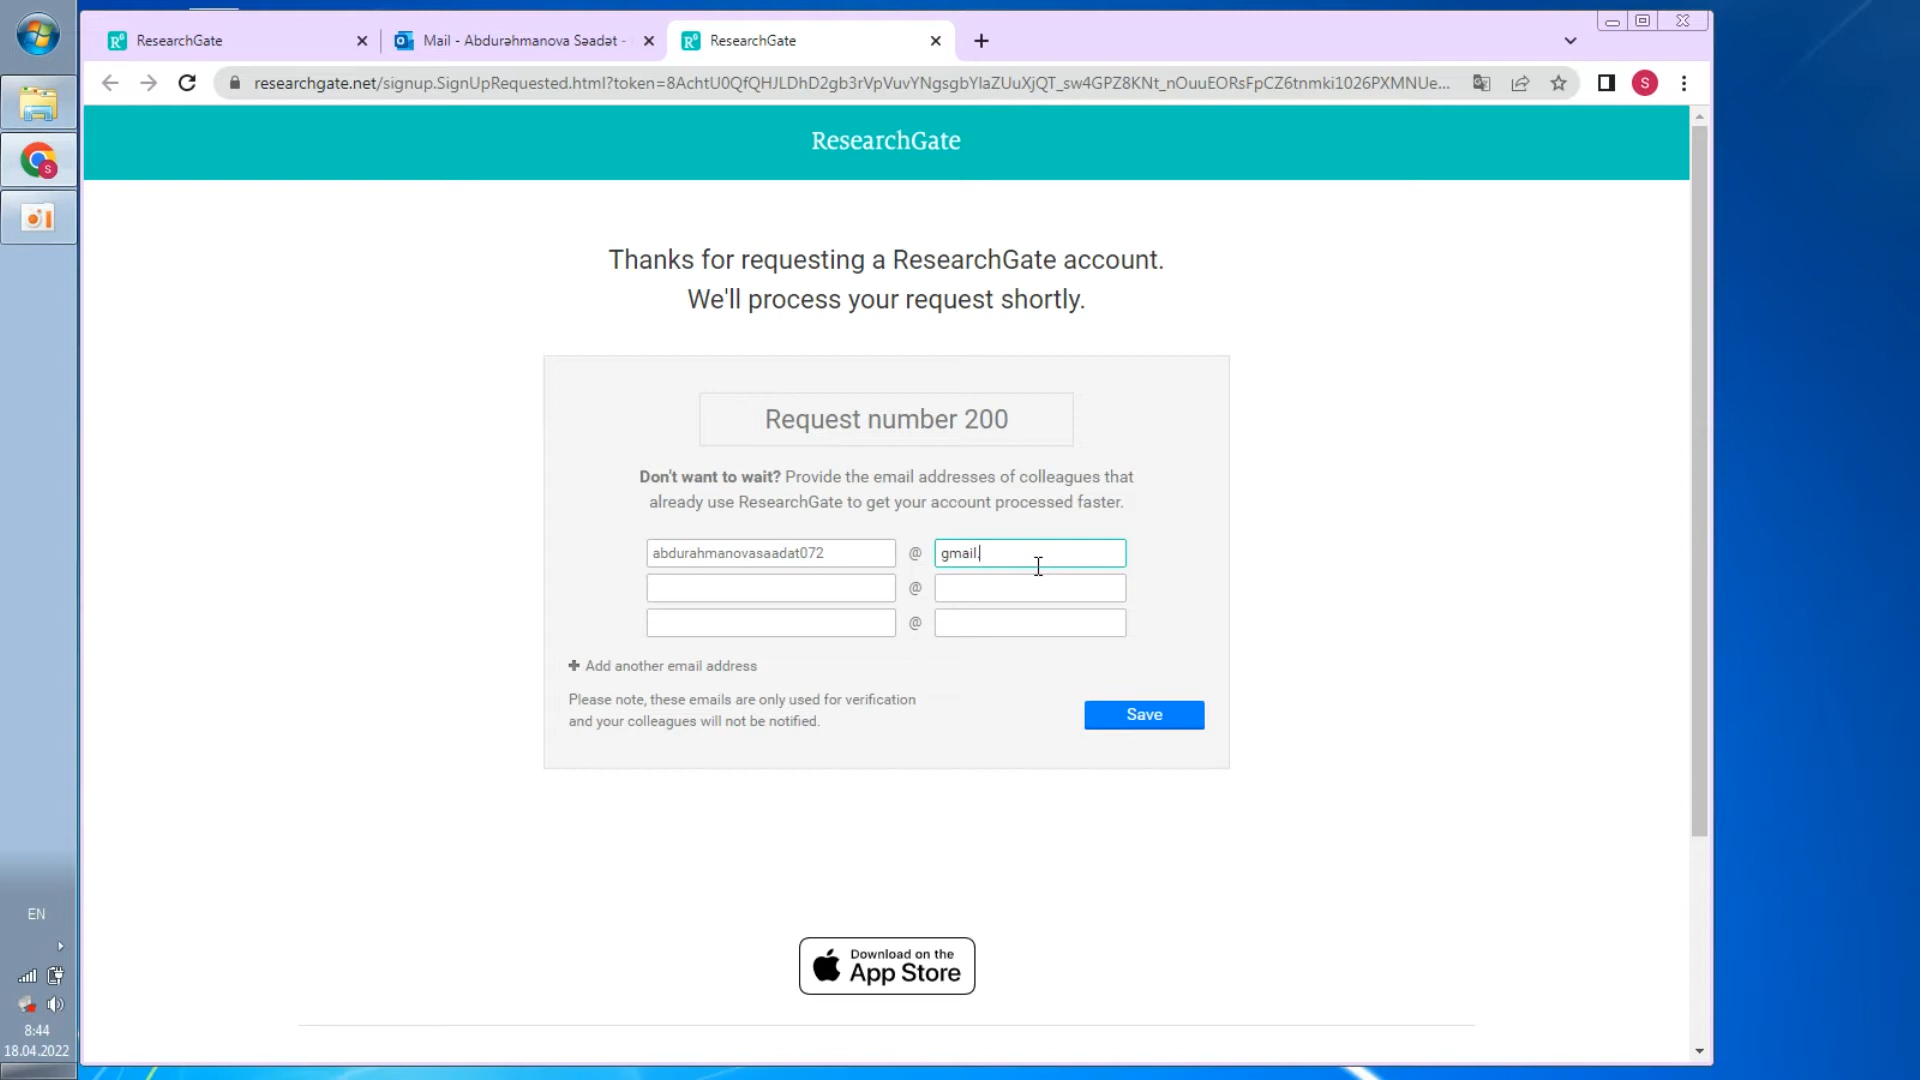 ResearchGate
Mail - Abdurəhmanova Səadət -
ResearchGate
researchgate.net/signup.SignUpRequested.html?token=8AchtU0QfQHJLDhD2gb3rVpVuvYNgsgbYIaZUuXjQT_sw4GPZ8KNt_nOuuEORsFpCZ6tnmki1026PXMNUe...
S
S
ResearchGate
Thanks for requesting a ResearchGate account.
We'll process your request shortly.
Request number 200
Don't want to wait? Provide the email addresses of colleagues that
already use ResearchGate to get your account processed faster.
abdurahmanovasaadat072 @ gmail.
@
@
Add another email address
Please note, these emails are only used for verification
and your colleagues will not be notified.
Save
Download on the
App Store
EN
8:44
18.04.2022